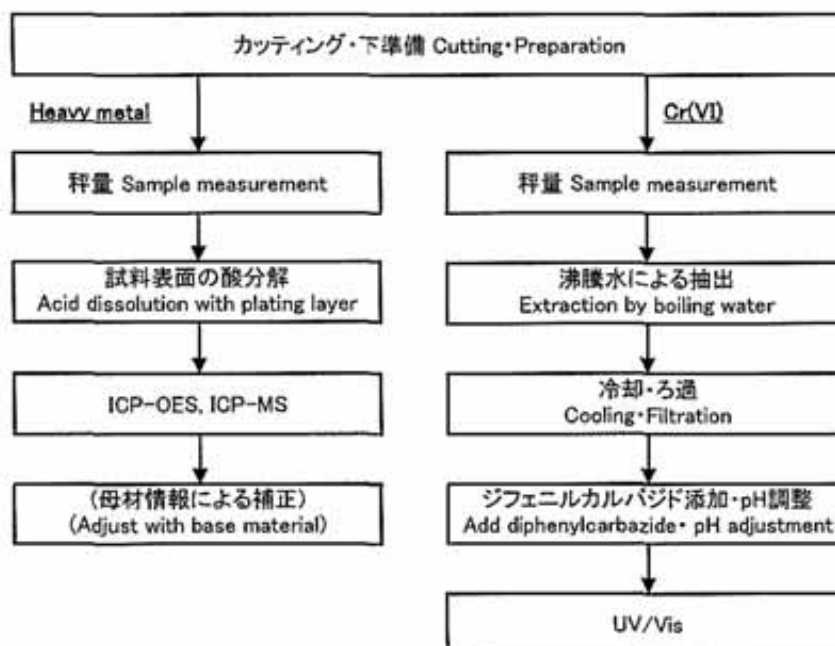 カッティング・下準備 Cutting・Preparation
Heavy metal
秤量 Sample measurement
試料表面の酸分解
Acid dissolution with plating layer
ICP-OES, ICP-MS
(母材情報による補正)
(Adjust with base material)
Cr(VI)
秤量 Sample measurement
沸騰水による抽出
Extraction by boiling water
冷却・ろ過
Cooling・Filtration
ジフェニルカルバジド添加・pH調整
Add diphenylcarbazide・ pH adjustment
UV/Vis